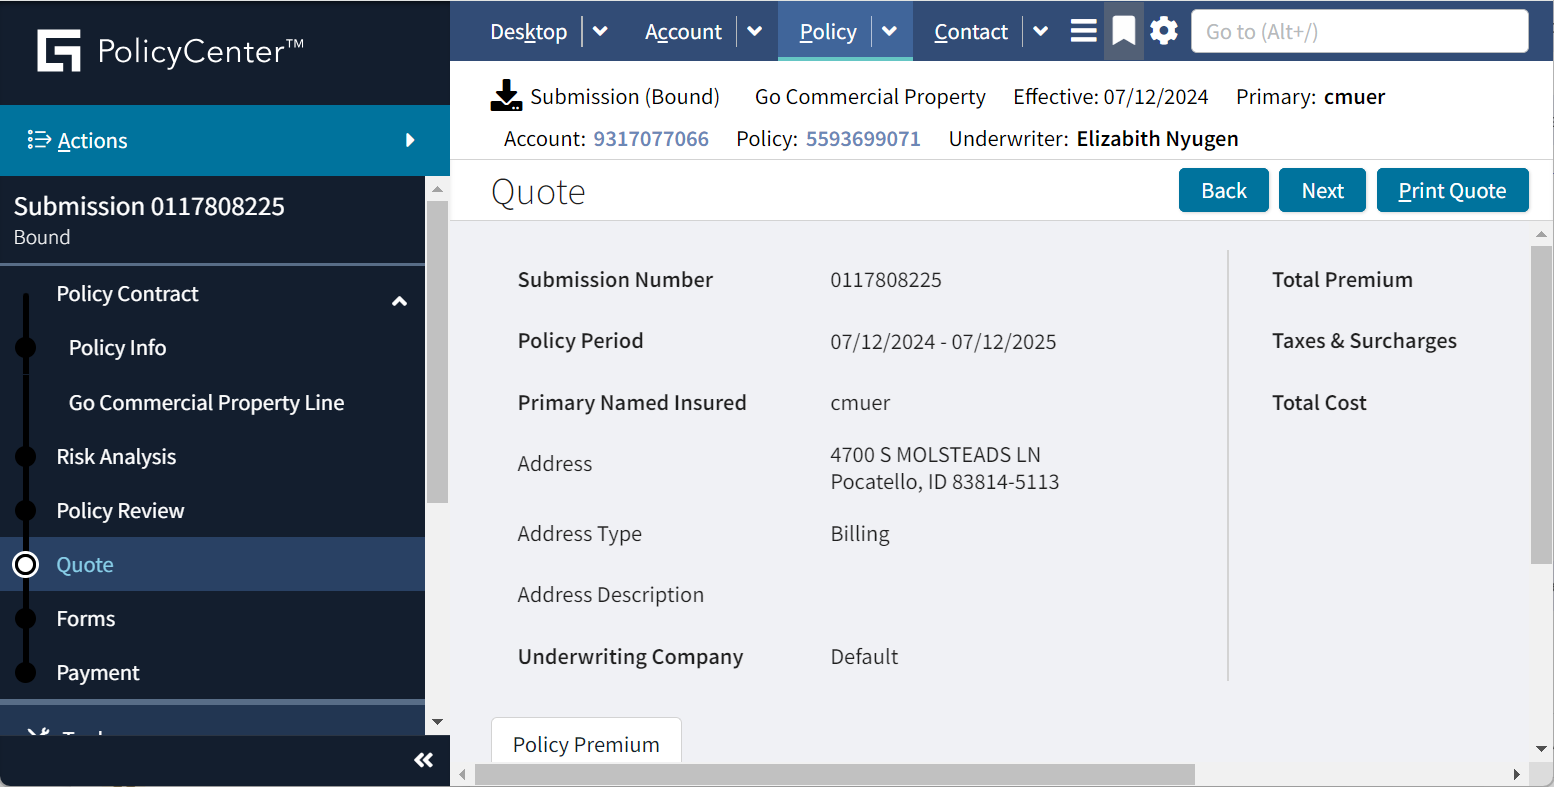 PolicyCenter™
Desktop
Account
Policy
Contact
Go to (Alt+/)
Submission (Bound) Go Commercial Property Effective: 07/12/2024 Primary: cmuer
Account: 9317077066 Policy: 5593699071 Underwriter: Elizabith Nyugen
Actions
Submission 0117808225
Bound
Policy Contract
Policy Info
Go Commercial Property Line
Risk Analysis
Policy Review
Quote
Forms
Payment
Quote
Back
Next
Print Quote
Submission Number 0117808225
Policy Period 07/12/2024 - 07/12/2025
Primary Named Insured cmuer
Address 4700 S MOLSTEADS LN
Pocatello, ID 83814-5113
Address Type Billing
Address Description
Underwriting Company Default
Total Premium
Taxes & Surcharges
Total Cost
Policy Premium